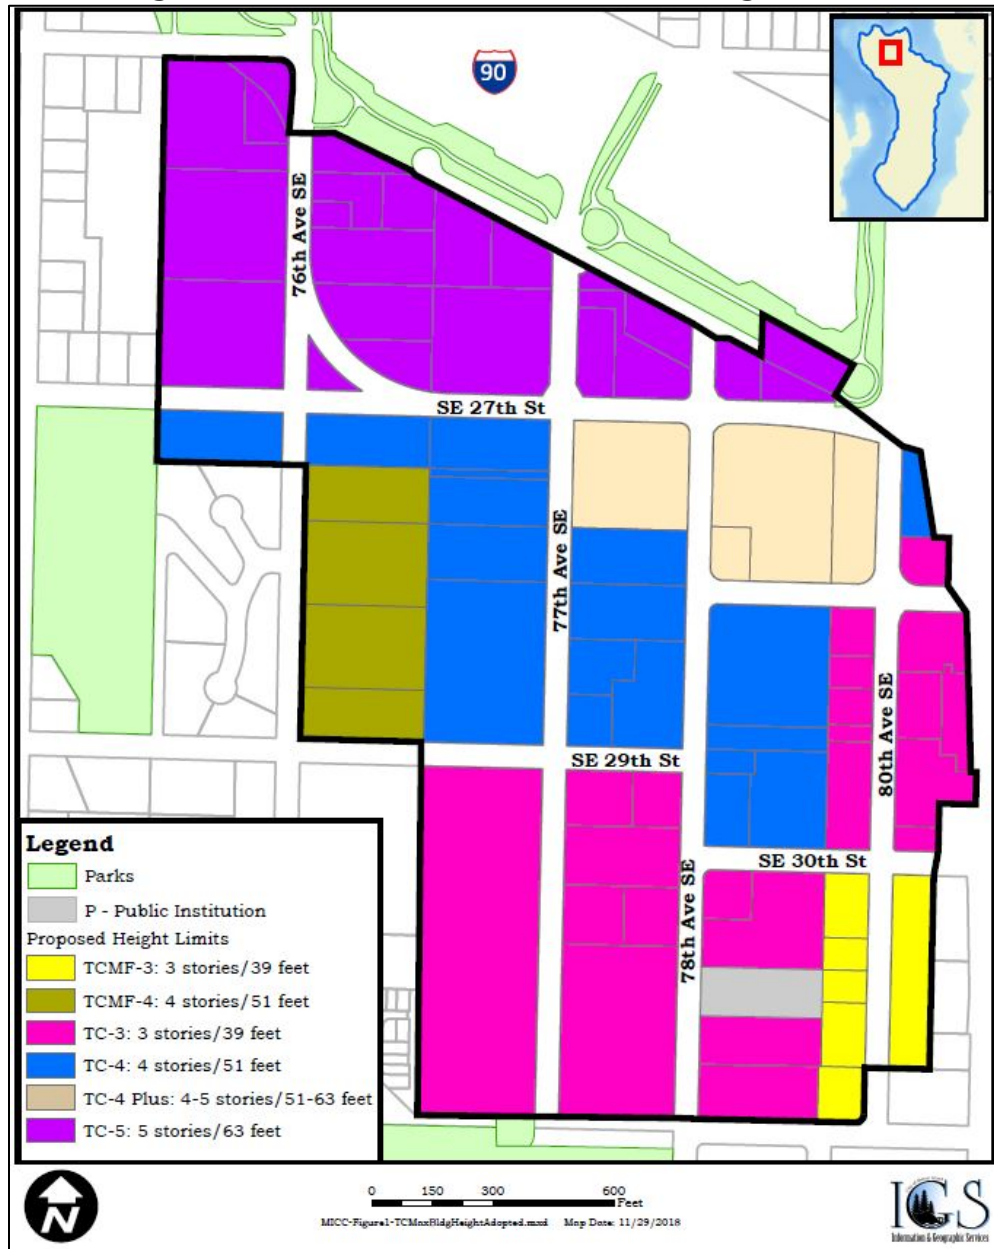 90
76th Ave SE
SE 27th St
77th Ave SE
80th Ave SE
SE 29th St
SE 30th St
78th Ave SE
Legend
Parks
P - Public Institution
Proposed Height Limits
TCMF-3: 3 stories/39 feet
TCMF-4: 4 stories/51 feet
TC-3: 3 stories/39 feet
TC-4: 4 stories/51 feet
TC-4 Plus: 4-5 stories/51-63 feet
TC-5: 5 stories/63 feet
N
0 150 300 600
Feet
MICC-Figure1-TCMaxBldgHeightAdopted.mxd Map Date: 11/29/2018
IGS
Information & Geographic Services